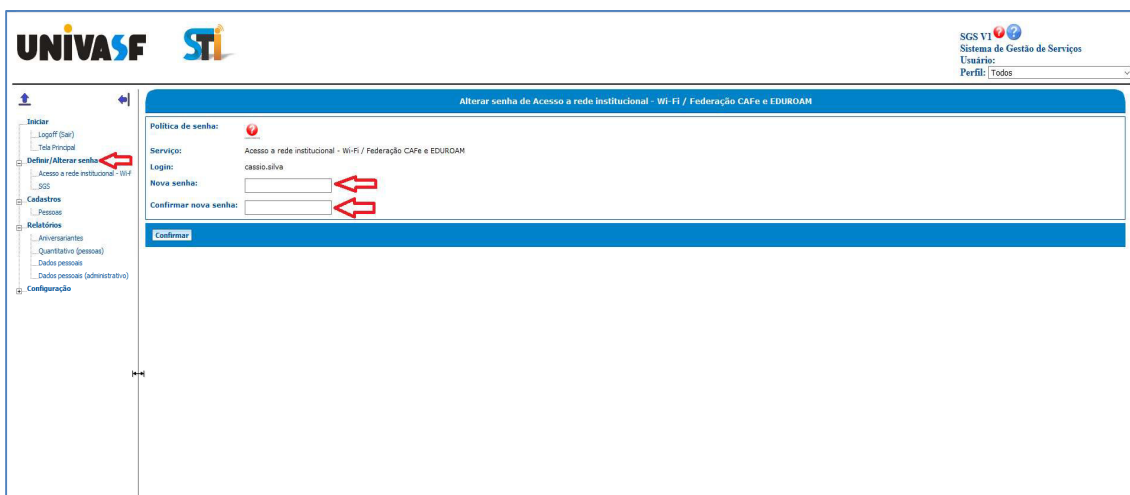 UNIVASF STI
SGS V1
Sistema de Gestão de Serviços
Usuário:
Perfil: Todos
Iniciar
Logoff (Sair)
Tela Principal
Definir/Alterar senha
Acesso a rede institucional - Wi-F
SGS
Cadastros
Pessoas
Relatórios
Aniversariantes
Quantitativo (pessoas)
Dados pessoais
Dados pessoais (administrativo)
Configuração
Alterar senha de Acesso a rede institucional - Wi-Fi / Federação CAFe e EDUROAM
Política de senha:
Serviço: Acesso a rede institucional - Wi-Fi / Federação CAFe e EDUROAM
Login: cassio.silva
Nova senha:
Confirmar nova senha:
Confirmar